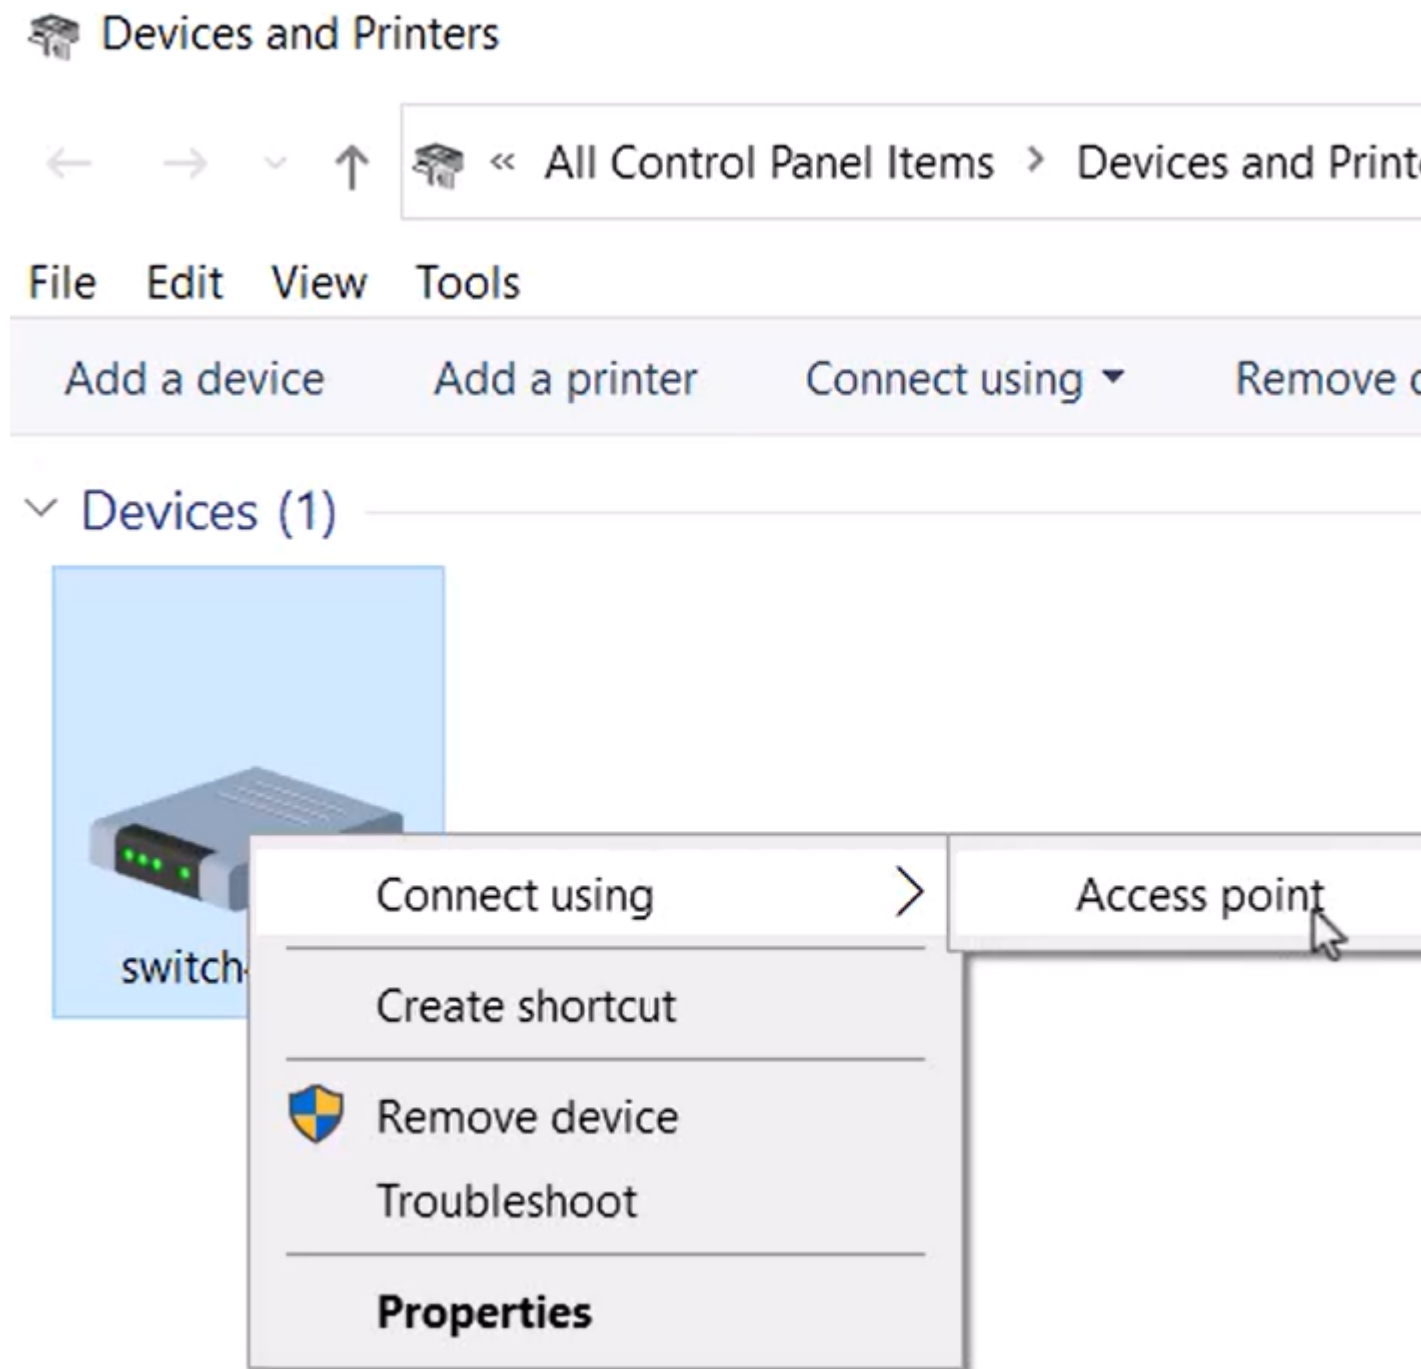 Devices and Printers
« All Control Panel Items > Devices and Printe
File Edit View Tools
Add a device Add a printer Connect using Remove
Devices (1)
Connect using Access point
switch-
Create shortcut
Remove device
Troubleshoot
Properties